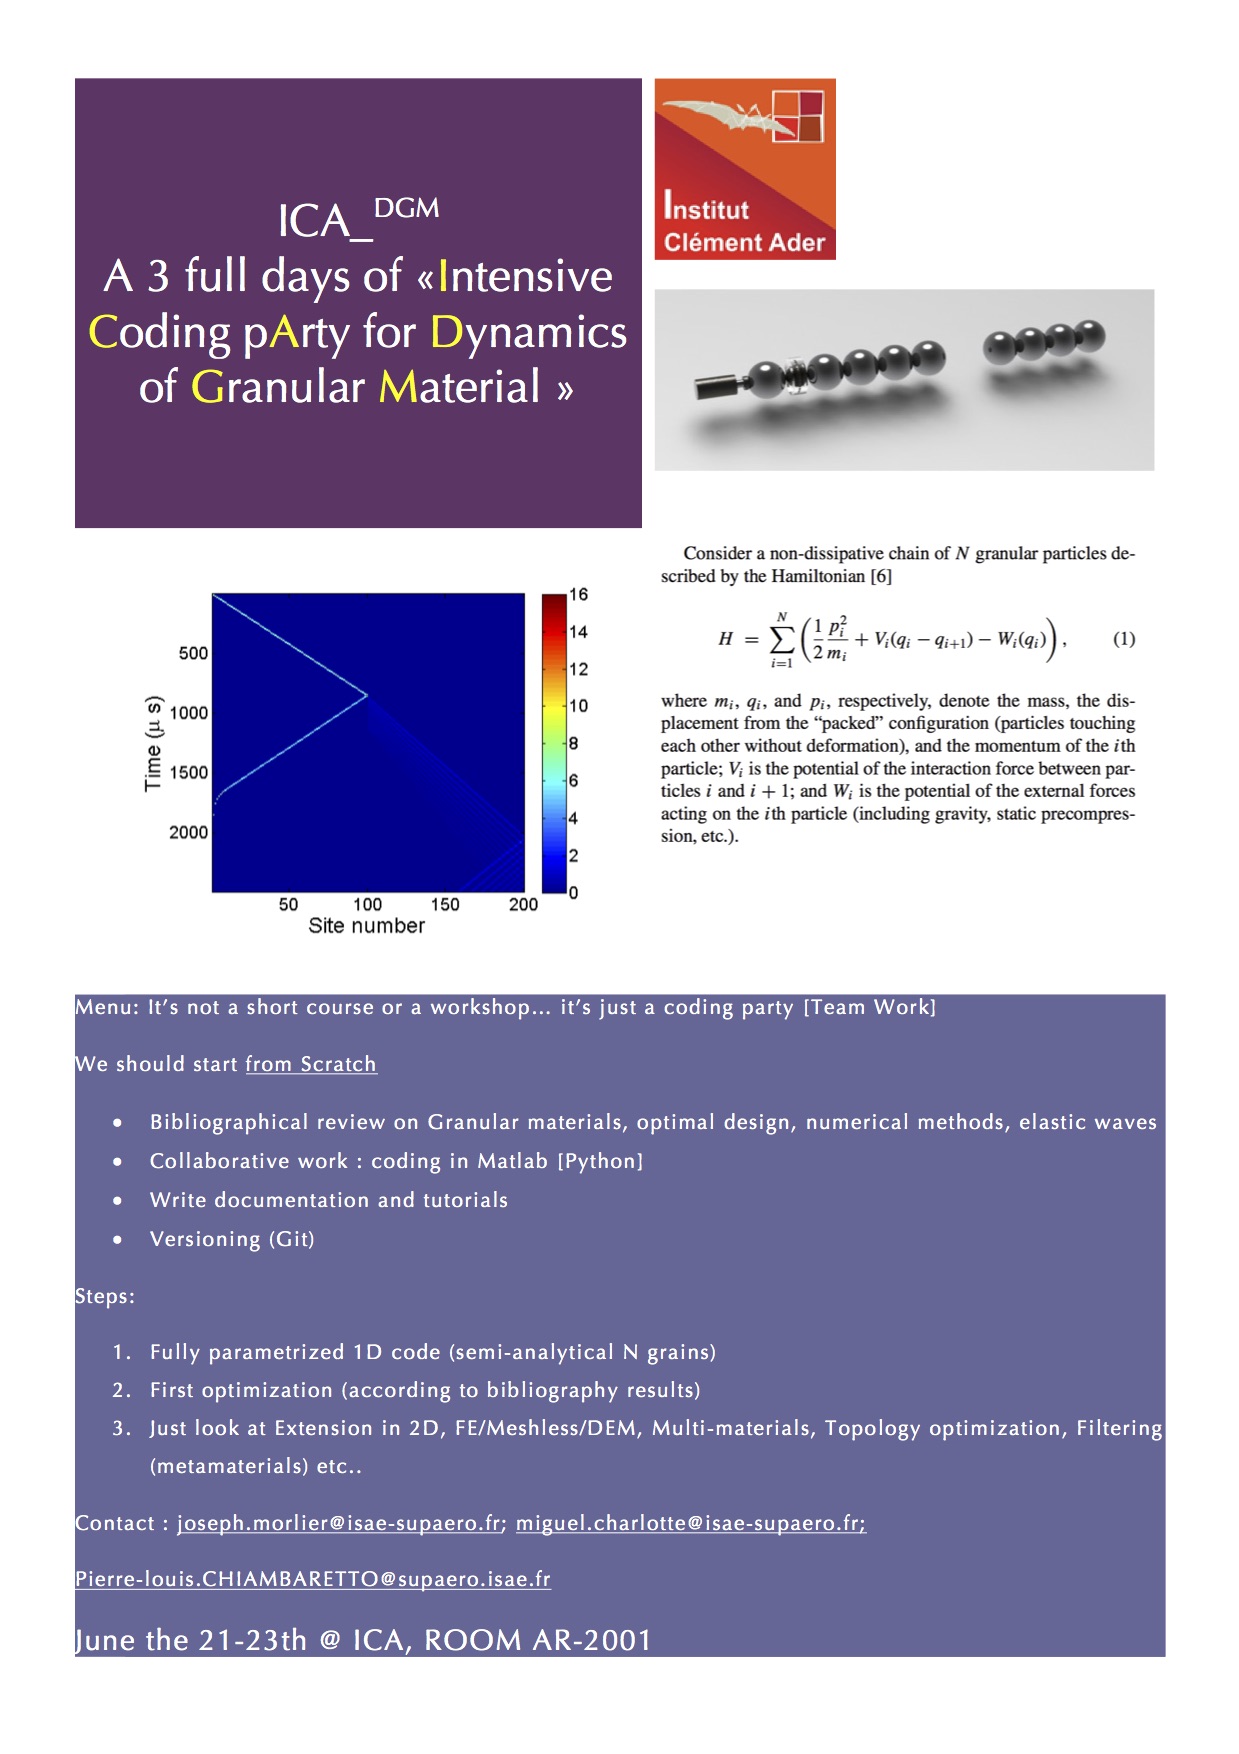 ICA_DGM
A 3 full days of «Intensive
Coding pArty for Dynamics
of Granular Material »
Institut
Clément Ader
Consider a non-dissipative chain of N granular particles de-
scribed by the Hamiltonian [6]
H = \sum_{i=1}^{N} \left( \frac{1}{2} \frac{p_i^2}{m_i} + V_i(q_i − q_{i+1}) − W_i(q_i) \right), (1)
where m_i, q_i, and p_i, respectively, denote the mass, the dis-
placement from the “packed” configuration (particles touching
each other without deformation), and the momentum of the ith
particle; V_i is the potential of the interaction force between par-
ticles i and i + 1; and W_i is the potential of the external forces
acting on the ith particle (including gravity, static precompres-
sion, etc.).
Time (μ s)
500
1000
1500
2000
50 100 150 200
Site number
16
14
12
10
8
6
4
2
0
Menu: It’s not a short course or a workshop... it’s just a coding party [Team Work]
We should start from Scratch
• Bibliographical review on Granular materials, optimal design, numerical methods, elastic waves
• Collaborative work : coding in Matlab [Python]
• Write documentation and tutorials
• Versioning (Git)
Steps:
1. Fully parametrized 1D code (semi-analytical N grains)
2. First optimization (according to bibliography results)
3. Just look at Extension in 2D, FE/Meshless/DEM, Multi-materials, Topology optimization, Filtering
(metamaterials) etc..
Contact : joseph.morlier@isae-supaero.fr; miguel.charlotte@isae-supaero.fr;
Pierre-louis.CHIAMBARETTO@supaero.isae.fr
June the 21-23th @ ICA, ROOM AR-2001